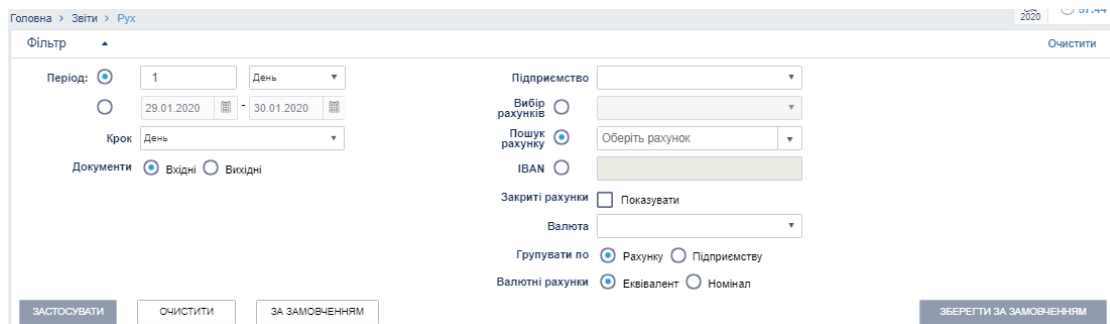 2020
57:44
Головна > Звіти > Рух
Фільтр
Очистити
Період:
1
День
29.01.2020 - 30.01.2020
Крок
День
Документи
Вхідні
Вихідні
Підприємство
Вибір рахунків
Пошук рахунку
Оберіть рахунок
IBAN
Закриті рахунки
Показувати
Валюта
Групувати по
Рахунку
Підприємству
Валютні рахунки
Еквівалент
Номінал
ЗАСТОСУВАТИ
ОЧИСТИТИ
ЗА ЗАМОВЧЕННЯМ
ЗБЕРЕГТИ ЗА ЗАМОВЧЕННЯМ